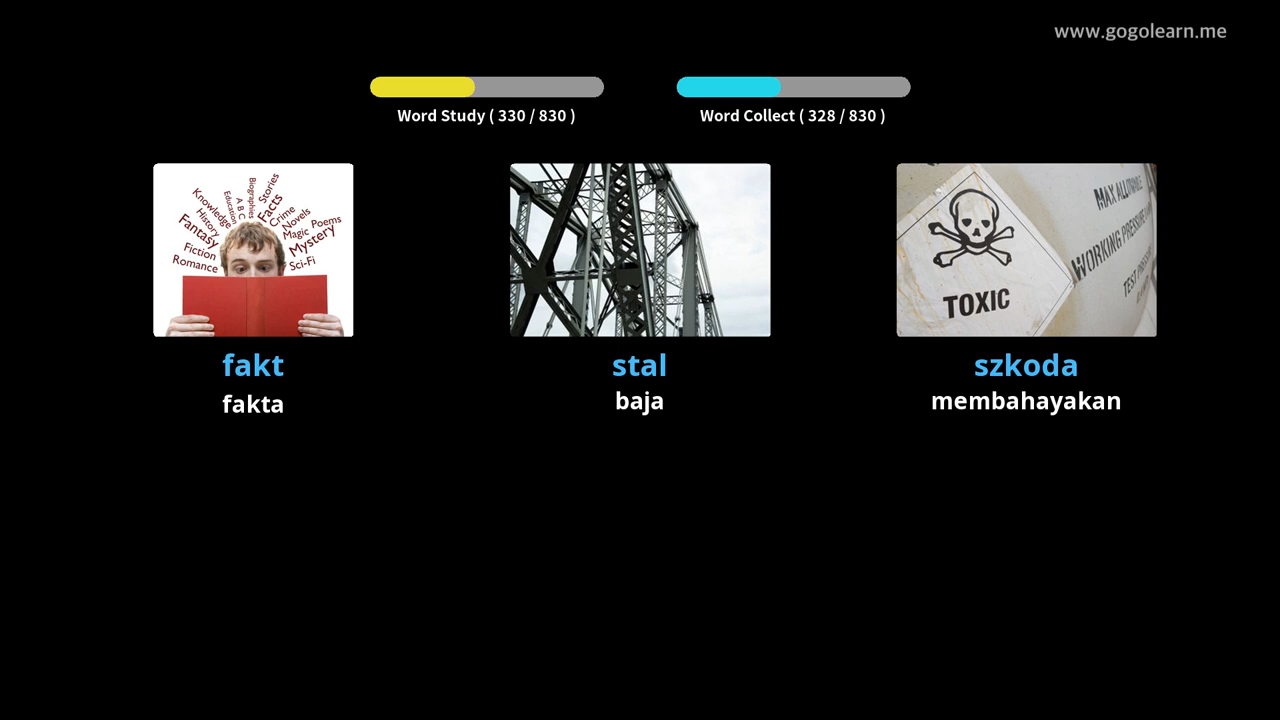 www.gogolearn.me
Word Study ( 330 / 830 )
Word Collect ( 328 / 830 )
Stories
Biographies
Facts
Knowledge
Education
A B C
Crime
History
Novels
Fantasy
Magic
Poems
Mystery
Fiction
Romance
Sci-Fi
MAX ALLOWABLE
WORKING PRESSURE
TEST PRESS
TOXIC
fakt
stal
szkoda
fakta
baja
membahayakan